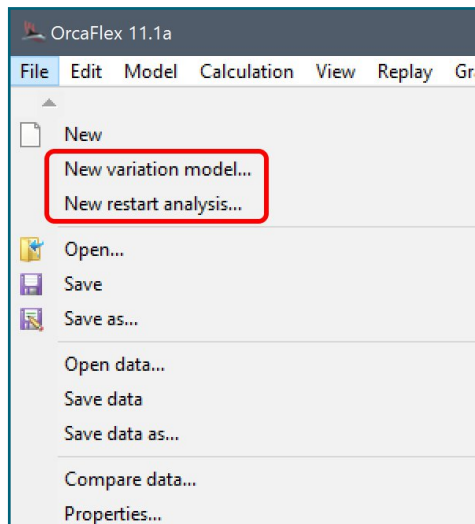 OrcaFlex 11.1a
File Edit Model Calculation View Replay
New
New variation model...
New restart analysis...
Open...
Save
Save as...
Open data...
Save data
Save data as...
Compare data...
Properties...